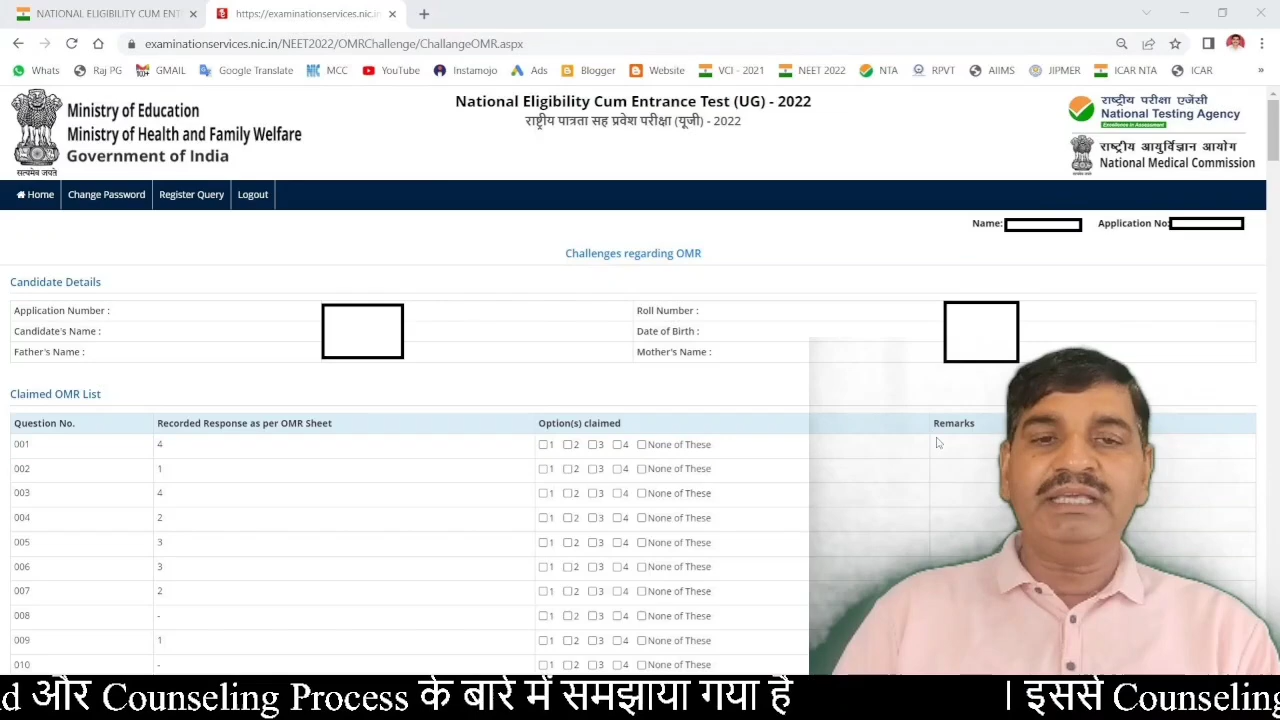 NATIONAL ELIGIBILITY CUM ENT
https://examinationservices.nic.in
examinationservices.nic.in/NEET2022/OMRChallenge/ChallangeOMR.aspx
Whats Raj PG GMAIL Google Translate MCC YouTube Instamojo Ads Blogger Website VCI - 2021 NEET 2022 NTA RPVT AIIMS JIPMER ICAR NTA ICAR »
Ministry of Education
Ministry of Health and Family Welfare
Government of India
सत्यमेव जयते
National Eligibility Cum Entrance Test (UG) - 2022
राष्ट्रीय पात्रता सह प्रवेश परीक्षा (यूजी) - 2022
राष्ट्रीय परीक्षा एजेंसी
National Testing Agency
Excellence in Assessment
राष्ट्रीय आयुर्विज्ञान आयोग
National Medical Commission
Home Change Password Register Query Logout
Name: Application No:
Challenges regarding OMR
Candidate Details
Application Number : Roll Number :
Candidate's Name : Date of Birth :
Father's Name : Mother's Name :
Claimed OMR List
Question No. Recorded Response as per OMR Sheet Option(s) claimed Remarks
001 4 1 2 3 4 None of These
002 1 1 2 3 4 None of These
003 4 1 2 3 4 None of These
004 2 1 2 3 4 None of These
005 3 1 2 3 4 None of These
006 3 1 2 3 4 None of These
007 2 1 2 3 4 None of These
008 - 1 2 3 4 None of These
009 1 1 2 3 4 None of These
010 - 1 2 3 4 None of These
d और Counseling Process के बारे में समझाया गया है । इससे Counseling